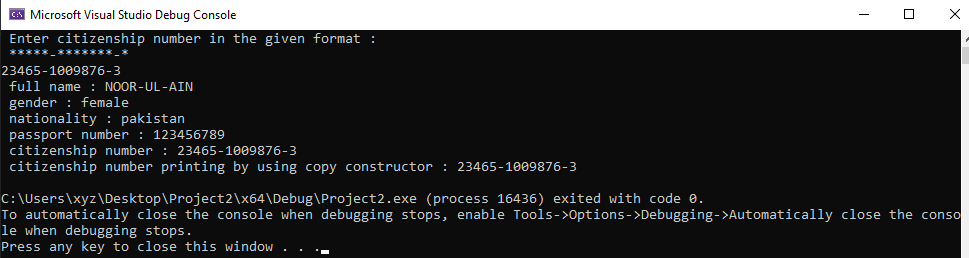 Microsoft Visual Studio Debug Console
Enter citizenship number in the given format :
*****-*******-*
23465-1009876-3
full name : NOOR-UL-AIN
gender : female
nationality : pakistan
passport number : 123456789
citizenship number : 23465-1009876-3
citizenship number printing by using copy constructor : 23465-1009876-3
C:\Users\xyz\Desktop\Project2\x64\Debug\Project2.exe (process 16436) exited with code 0.
To automatically close the console when debugging stops, enable Tools->Options->Debugging->Automatically close the conso
le when debugging stops.
Press any key to close this window . . .